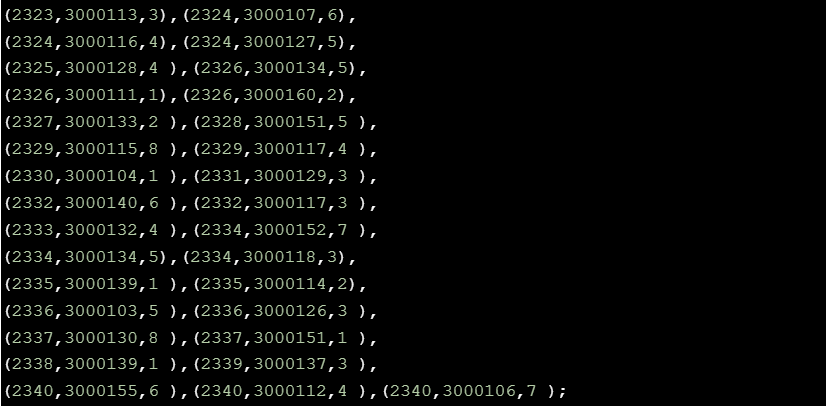 (2323,3000113,3),(2324,3000107,6),
(2324,3000116,4),(2324,3000127,5),
(2325,3000128,4 ),(2326,3000134,5),
(2326,3000111,1),(2326,3000160,2),
(2327,3000133,2 ),(2328,3000151,5 ),
(2329,3000115,8 ),(2329,3000117,4 ),
(2330,3000104,1 ),(2331,3000129,3 ),
(2332,3000140,6 ),(2332,3000117,3 ),
(2333,3000132,4 ),(2334,3000152,7 ),
(2334,3000134,5),(2334,3000118,3),
(2335,3000139,1 ),(2335,3000114,2),
(2336,3000103,5 ),(2336,3000126,3 ),
(2337,3000130,8 ),(2337,3000151,1 ),
(2338,3000139,1 ),(2339,3000137,3 ),
(2340,3000155,6 ),(2340,3000112,4 ),(2340,3000106,7 );